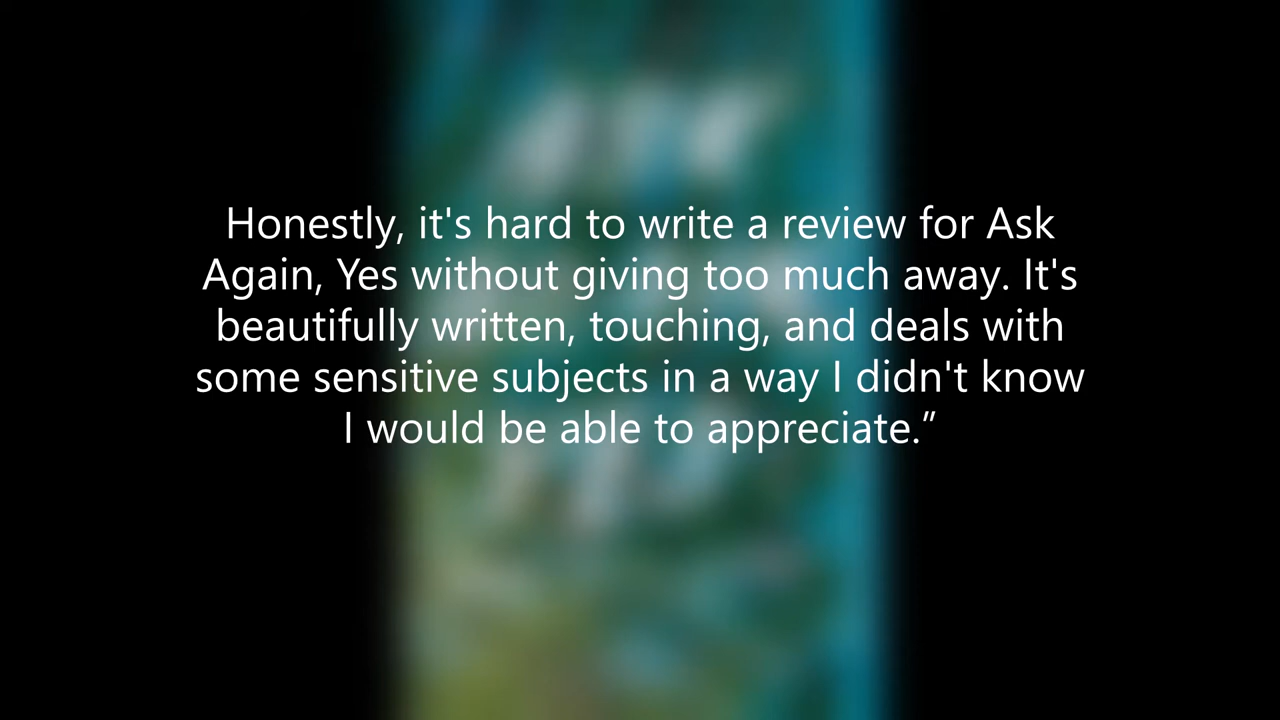 Honestly, it's hard to write a review for Ask
Again, Yes without giving too much away. It's
beautifully written, touching, and deals with
some sensitive subjects in a way I didn't know
I would be able to appreciate.”